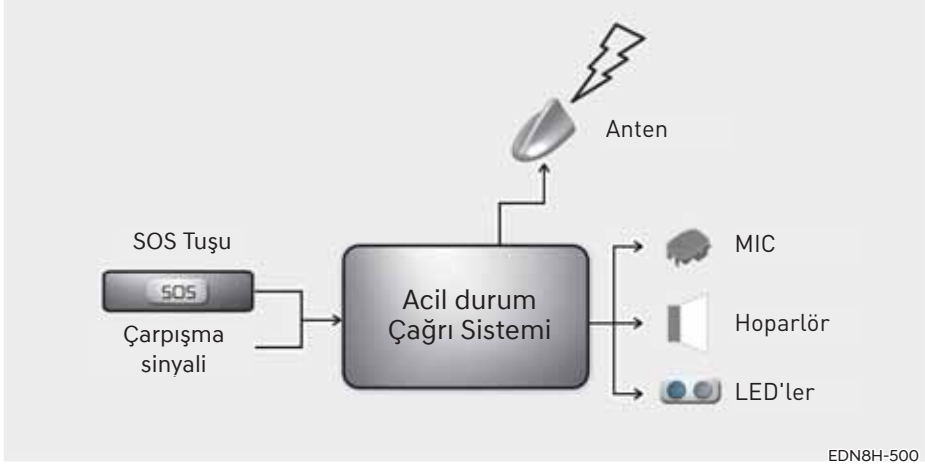 Anten
SOS Tuşu
SOS
Çarpışma
sinyali
Acil durum
Çağrı Sistemi
MIC
Hoparlör
LED'ler
EDN8H-500